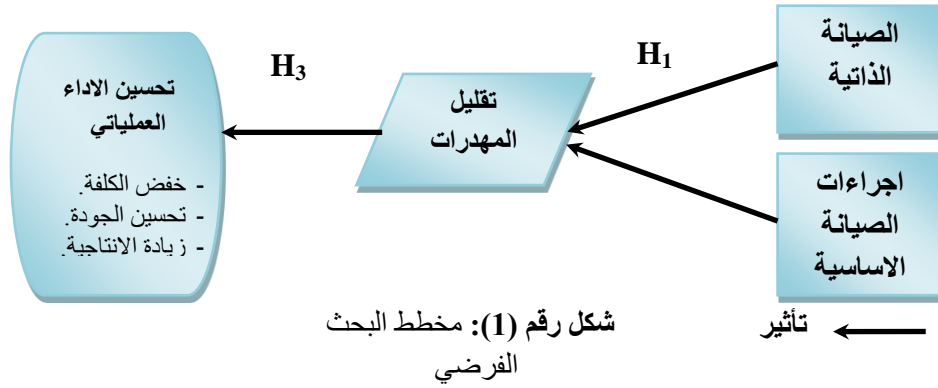 الصيانة
الذاتية
H1
اجراءات
الصيانة
الاساسية
تقليل
المهدرات
H3
تحسين الاداء
العملياتي
- خفض الكلفة.
- تحسين الجودة.
- زيادة الانتاجية.
تأثير
شكل رقم (1): مخطط البحث
الفرضي